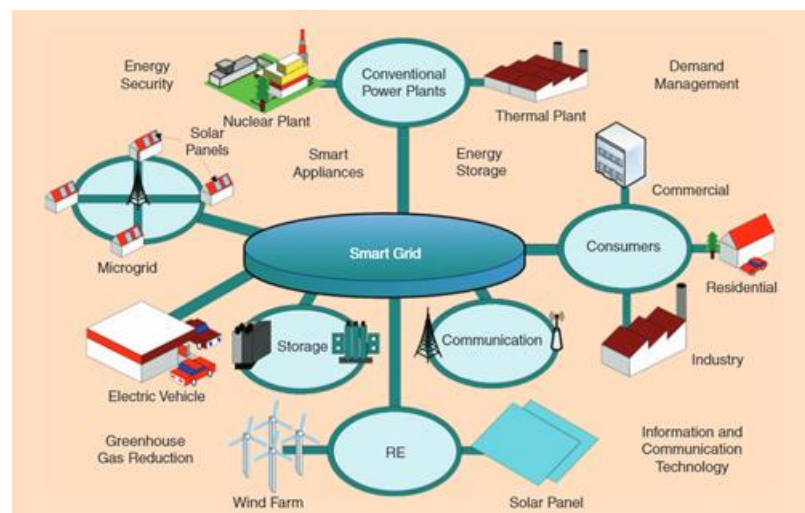 Energy
Security
Conventional
Power Plants
Demand
Management
Nuclear Plant
Thermal Plant
Solar
Panels
Smart
Appliances
Energy
Storage
Commercial
Smart Grid
Consumers
Microgrid
Residential
Storage
Communication
Industry
Electric Vehicle
Greenhouse
Gas Reduction
RE
Information and
Communication
Technology
Wind Farm
Solar Panel